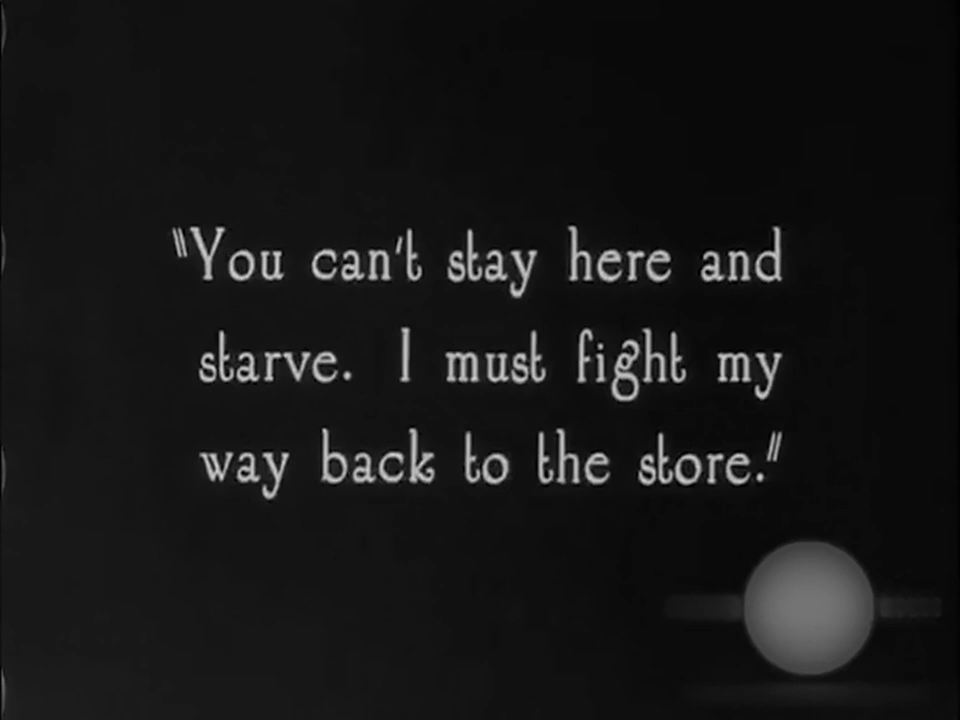 "You can't stay here and
starve. I must fight my
way back to the store."